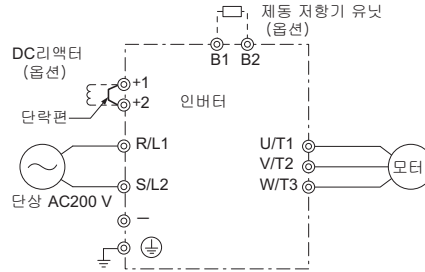 제동 저항기 유닛
(옵션)
B1 B2
DC리액터
(옵션)
+1
+2
단락편
인버터
R/L1
S/L2
U/T1
V/T2
W/T3
모터
단상 AC200 V
−